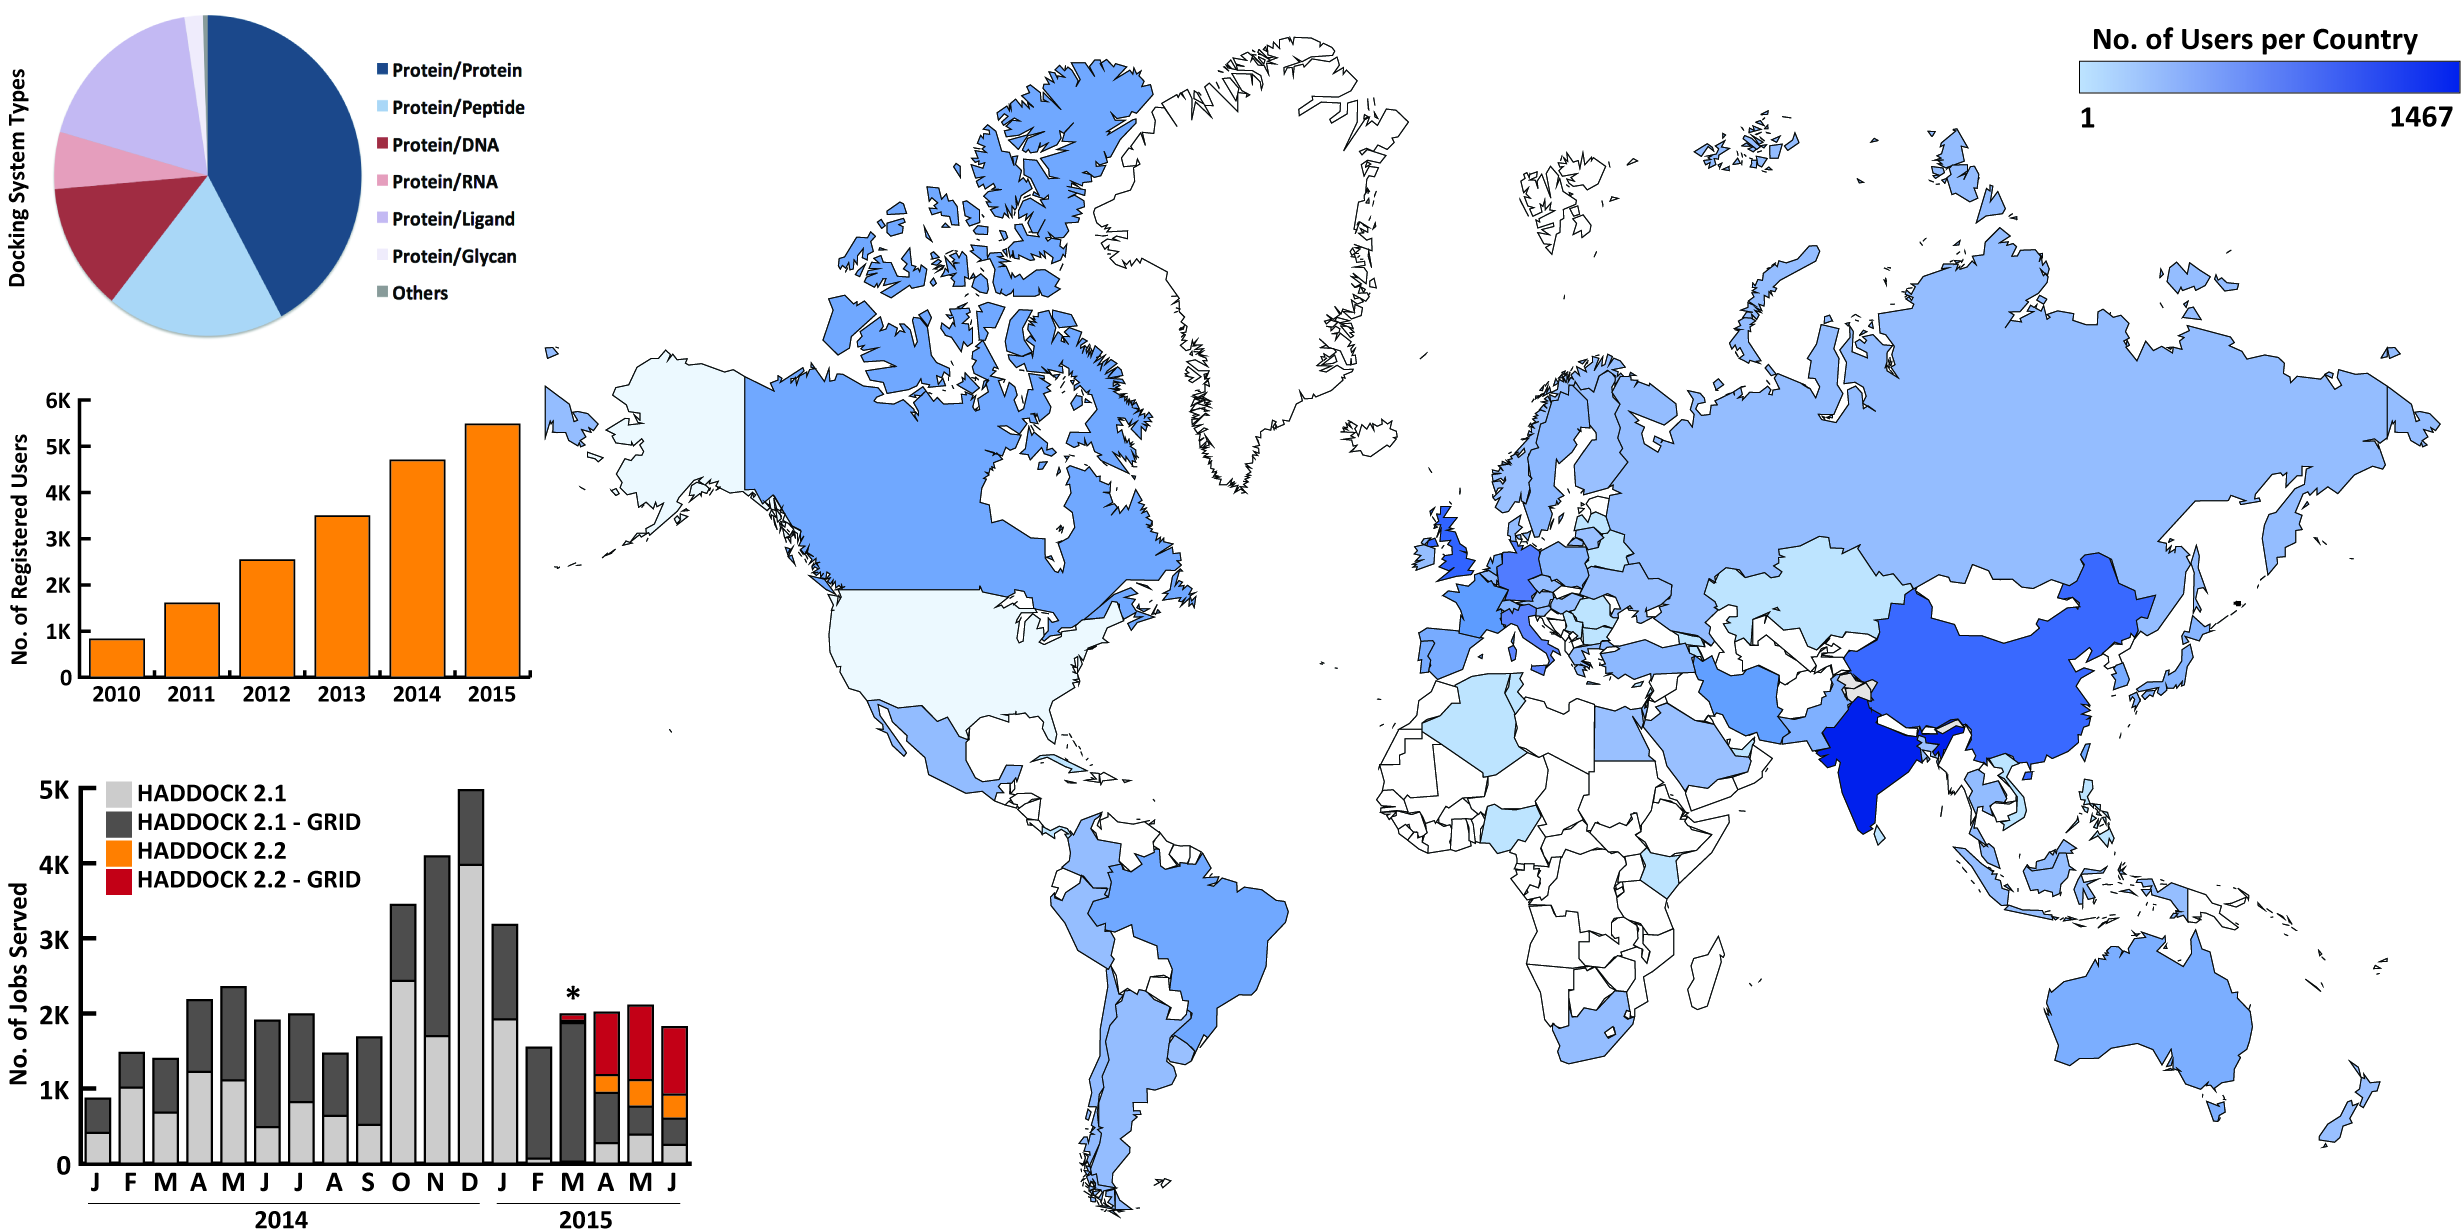 Docking System Types
Protein/Protein
Protein/Peptide
Protein/DNA
Protein/RNA
Protein/Ligand
Protein/Glycan
Others
No. of Users per Country
1 1467
No. of Registered Users
6K
5K
4K
3K
2K
1K
0
2010 2011 2012 2013 2014 2015
No. of Jobs Served
HADDOCK 2.1
HADDOCK 2.1 - GRID
HADDOCK 2.2
HADDOCK 2.2 - GRID
5K
4K
3K
2K
1K
0
*
J F M A M J J A S O N D J F M A M J
2014 2015